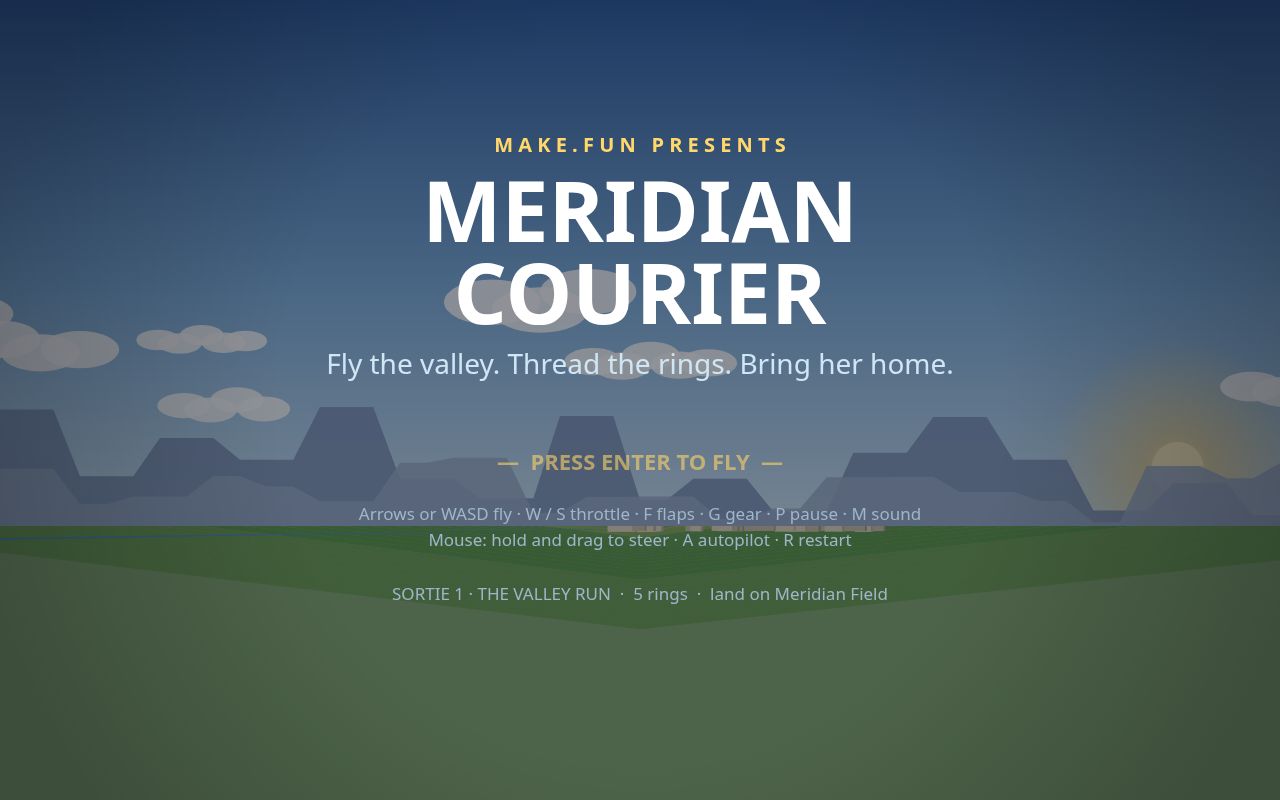 MAKE.FUN PRESENTS
MERIDIAN
COURIER
Fly the valley. Thread the rings. Bring her home.
— PRESS ENTER TO FLY —
Arrows or WASD fly · W / S throttle · F flaps · G gear · P pause · M sound
Mouse: hold and drag to steer · A autopilot · R restart
SORTIE 1 · THE VALLEY RUN · 5 rings · land on Meridian Field